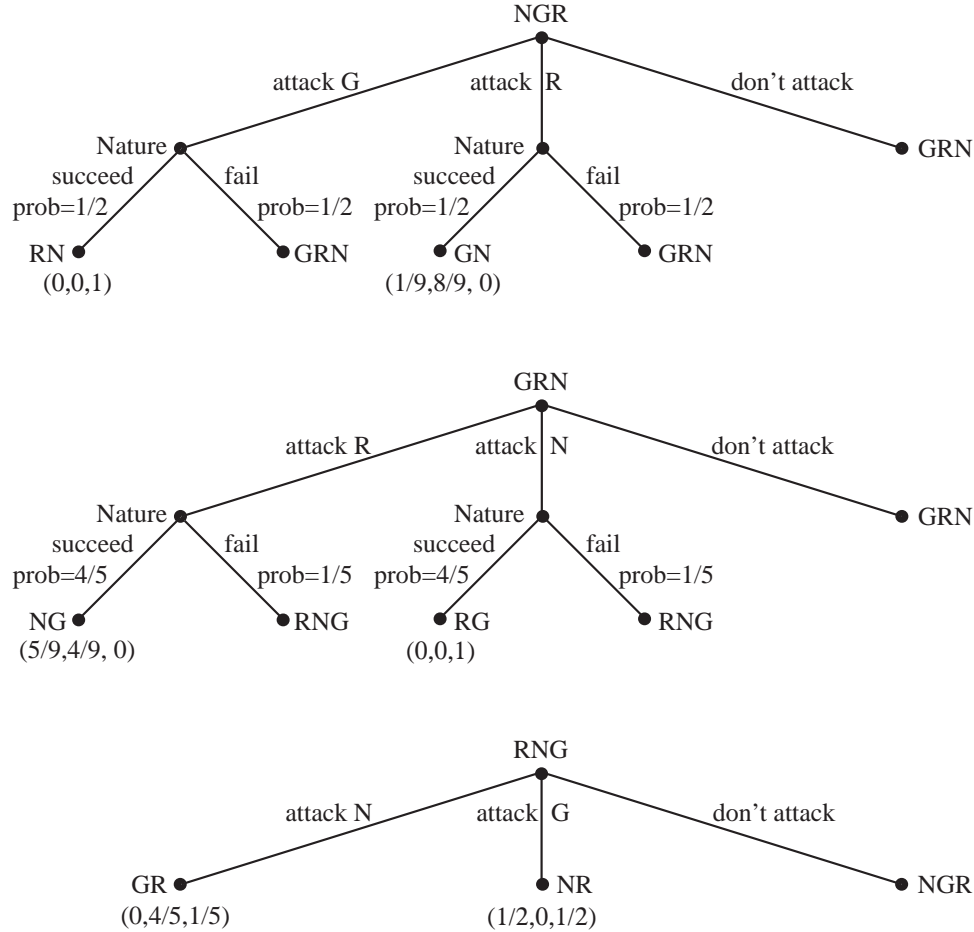 NGR
attack G
attack R
don't attack
Nature
Nature
GRN
succeed
fail
succeed
fail
prob=1/2
prob=1/2
prob=1/2
prob=1/2
RN
GRN
GN
GRN
(0,0,1)
(1/9,8/9, 0)
GRN
attack R
attack N
don't attack
Nature
Nature
GRN
succeed
fail
succeed
fail
prob=4/5
prob=1/5
prob=4/5
prob=1/5
NG
RNG
RG
RNG
(5/9,4/9, 0)
(0,0,1)
RNG
attack N
attack G
don't attack
GR
NR
NGR
(0,4/5,1/5)
(1/2,0,1/2)